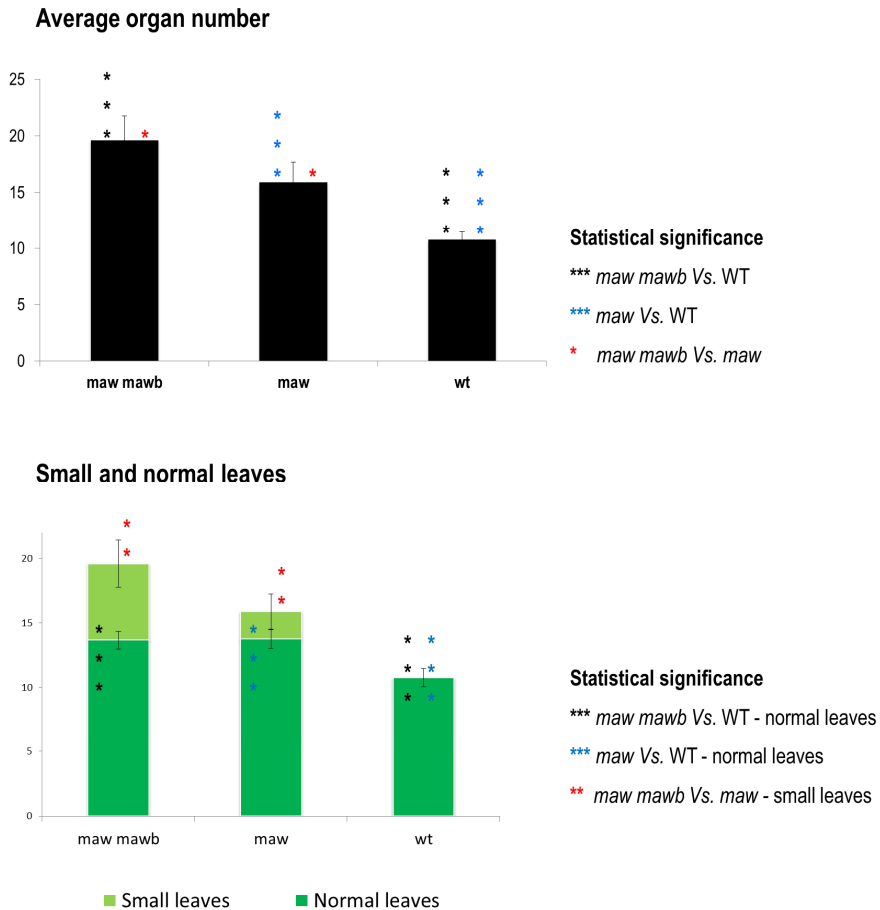 Average organ number
25
20
15
10
5
0
* * *
*
* * *
*
* * *
* * *
maw mawb
maw
wt
Statistical significance
*** maw mawb Vs. WT
*** maw Vs. WT
* maw mawb Vs. maw
Small and normal leaves
20
15
10
5
0
* *
* * *
* *
* * *
* * *
* * *
maw mawb
maw
wt
Small leaves
Normal leaves
Statistical significance
*** maw mawb Vs. WT - normal leaves
*** maw Vs. WT - normal leaves
** maw mawb Vs. maw - small leaves